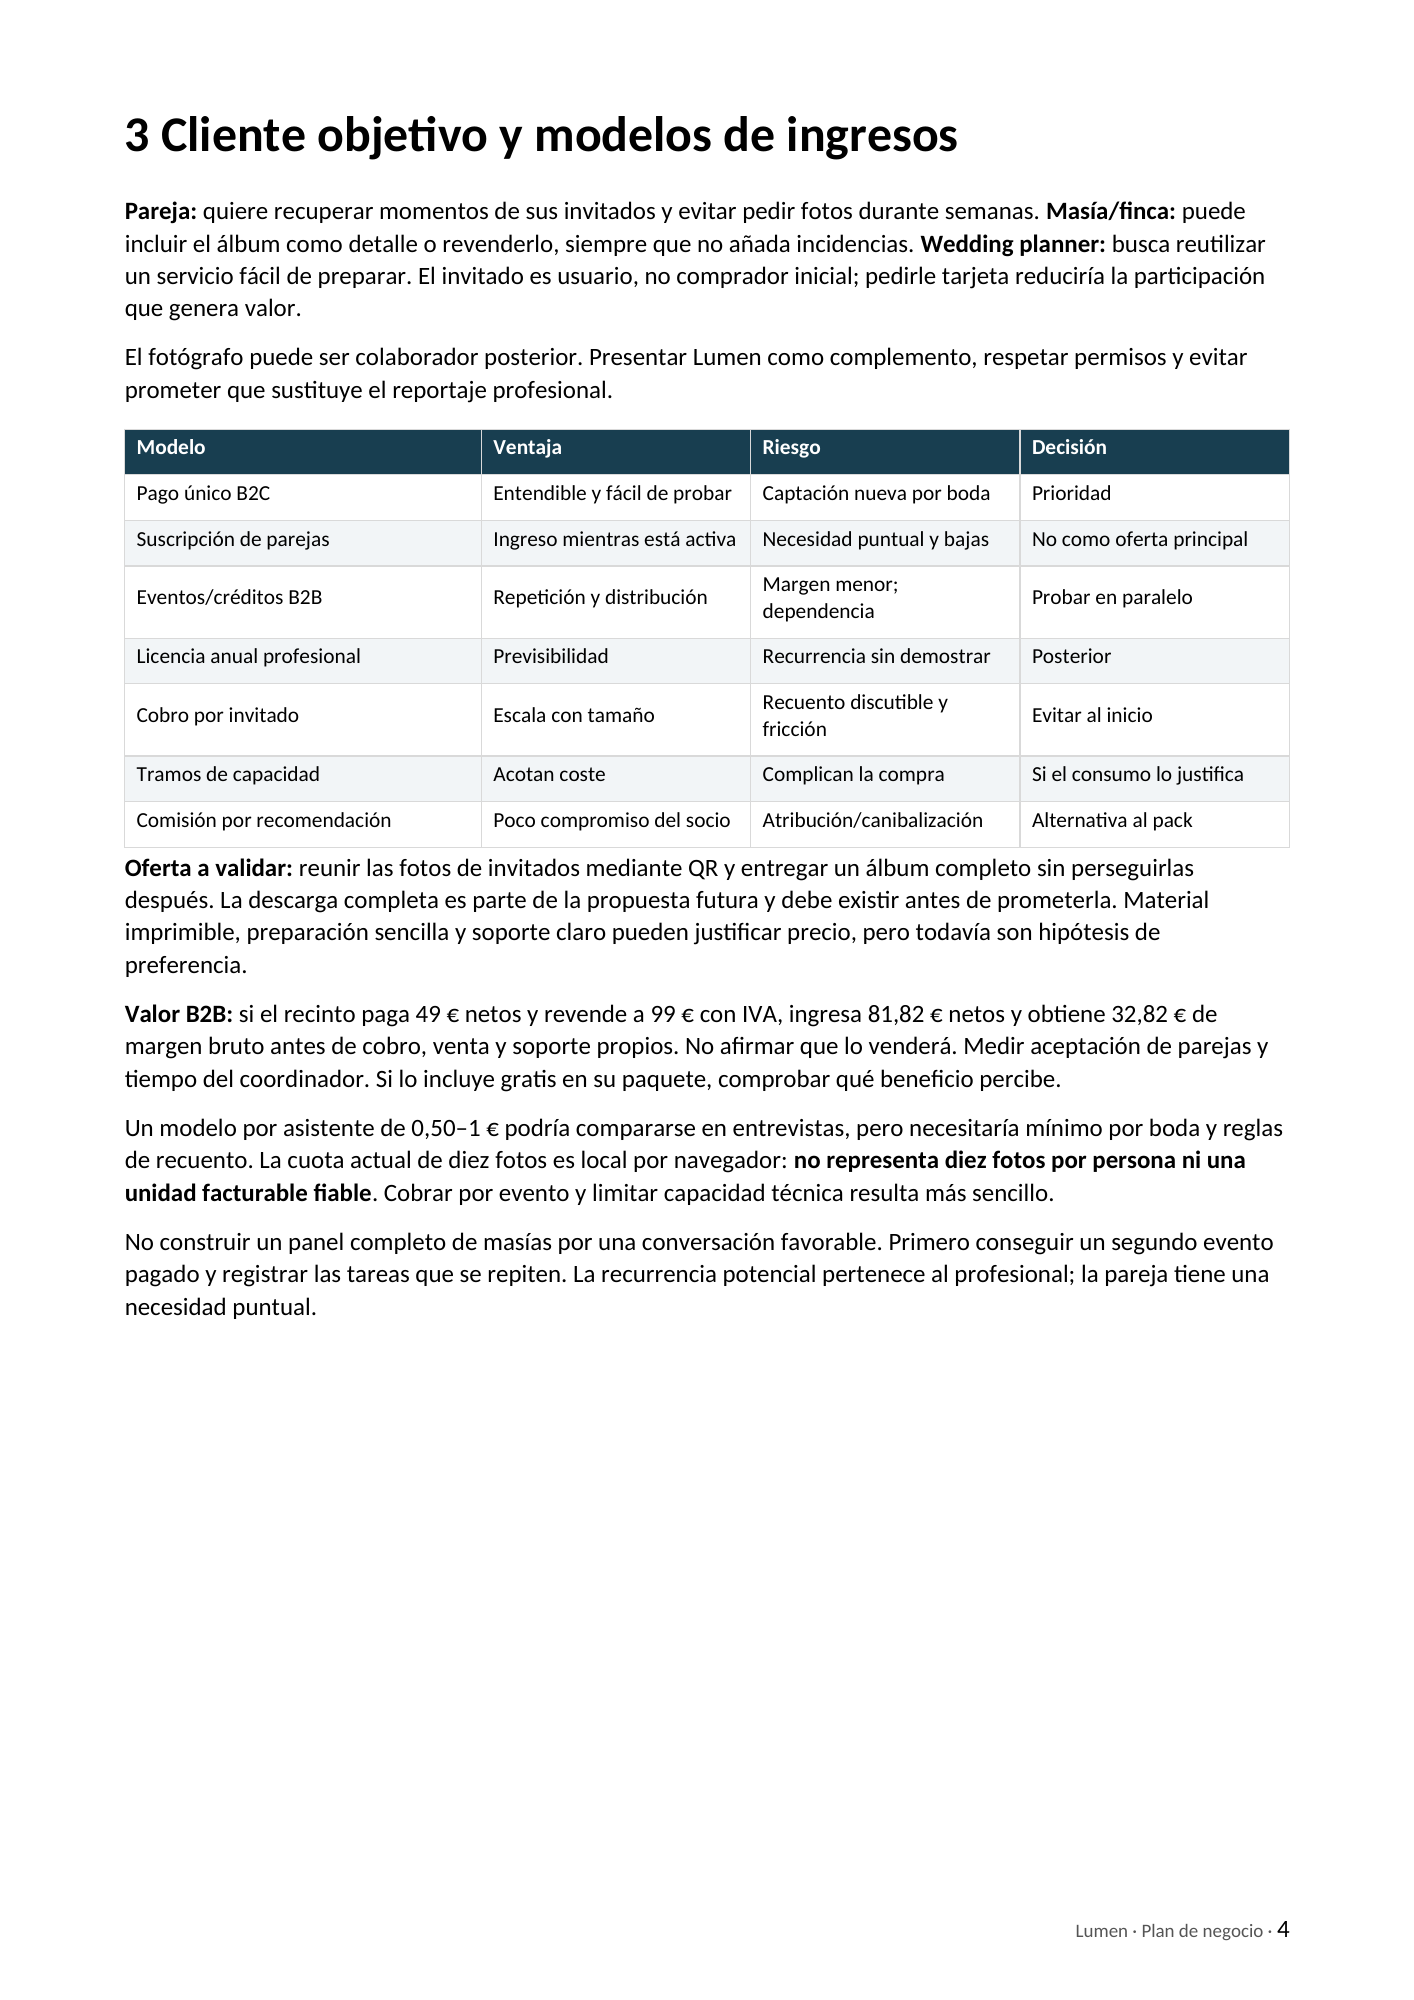 3 Cliente objetivo y modelos de ingresos
Pareja: quiere recuperar momentos de sus invitados y evitar pedir fotos durante semanas. Masía/finca: puede
incluir el álbum como detalle o revenderlo, siempre que no añada incidencias. Wedding planner: busca reutilizar
un servicio fácil de preparar. El invitado es usuario, no comprador inicial; pedirle tarjeta reduciría la participación
que genera valor.
El fotógrafo puede ser colaborador posterior. Presentar Lumen como complemento, respetar permisos y evitar
prometer que sustituye el reportaje profesional.
Modelo Ventaja Riesgo Decisión
Pago único B2C Entendible y fácil de probar Captación nueva por boda Prioridad
Suscripción de parejas Ingreso mientras está activa Necesidad puntual y bajas No como oferta principal
Eventos/créditos B2B Repetición y distribución Margen menor;
dependencia Probar en paralelo
Licencia anual profesional Previsibilidad Recurrencia sin demostrar Posterior
Cobro por invitado Escala con tamaño Recuento discutible y
fricción Evitar al inicio
Tramos de capacidad Acotan coste Complican la compra Si el consumo lo justifica
Comisión por recomendación Poco compromiso del socio Atribución/canibalización Alternativa al pack
Oferta a validar: reunir las fotos de invitados mediante QR y entregar un álbum completo sin perseguirlas
después. La descarga completa es parte de la propuesta futura y debe existir antes de prometerla. Material
imprimible, preparación sencilla y soporte claro pueden justificar precio, pero todavía son hipótesis de
preferencia.
Valor B2B: si el recinto paga 49 € netos y revende a 99 € con IVA, ingresa 81,82 € netos y obtiene 32,82 € de
margen bruto antes de cobro, venta y soporte propios. No afirmar que lo venderá. Medir aceptación de parejas y
tiempo del coordinador. Si lo incluye gratis en su paquete, comprobar qué beneficio percibe.
Un modelo por asistente de 0,50–1 € podría compararse en entrevistas, pero necesitaría mínimo por boda y reglas
de recuento. La cuota actual de diez fotos es local por navegador: no representa diez fotos por persona ni una
unidad facturable fiable. Cobrar por evento y limitar capacidad técnica resulta más sencillo.
No construir un panel completo de masías por una conversación favorable. Primero conseguir un segundo evento
pagado y registrar las tareas que se repiten. La recurrencia potencial pertenece al profesional; la pareja tiene una
necesidad puntual.
Lumen · Plan de negocio · 4